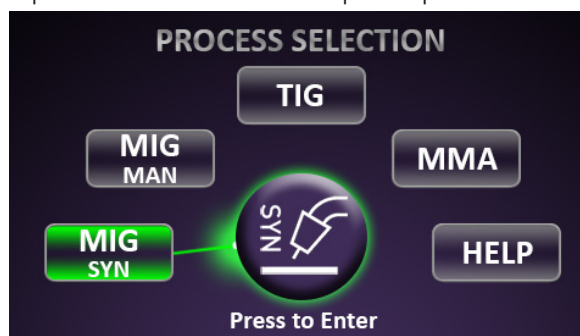 PROCESS SELECTION
TIG
MIG
MAN
MMA
MIG
SYN
SYN
HELP
Press to Enter